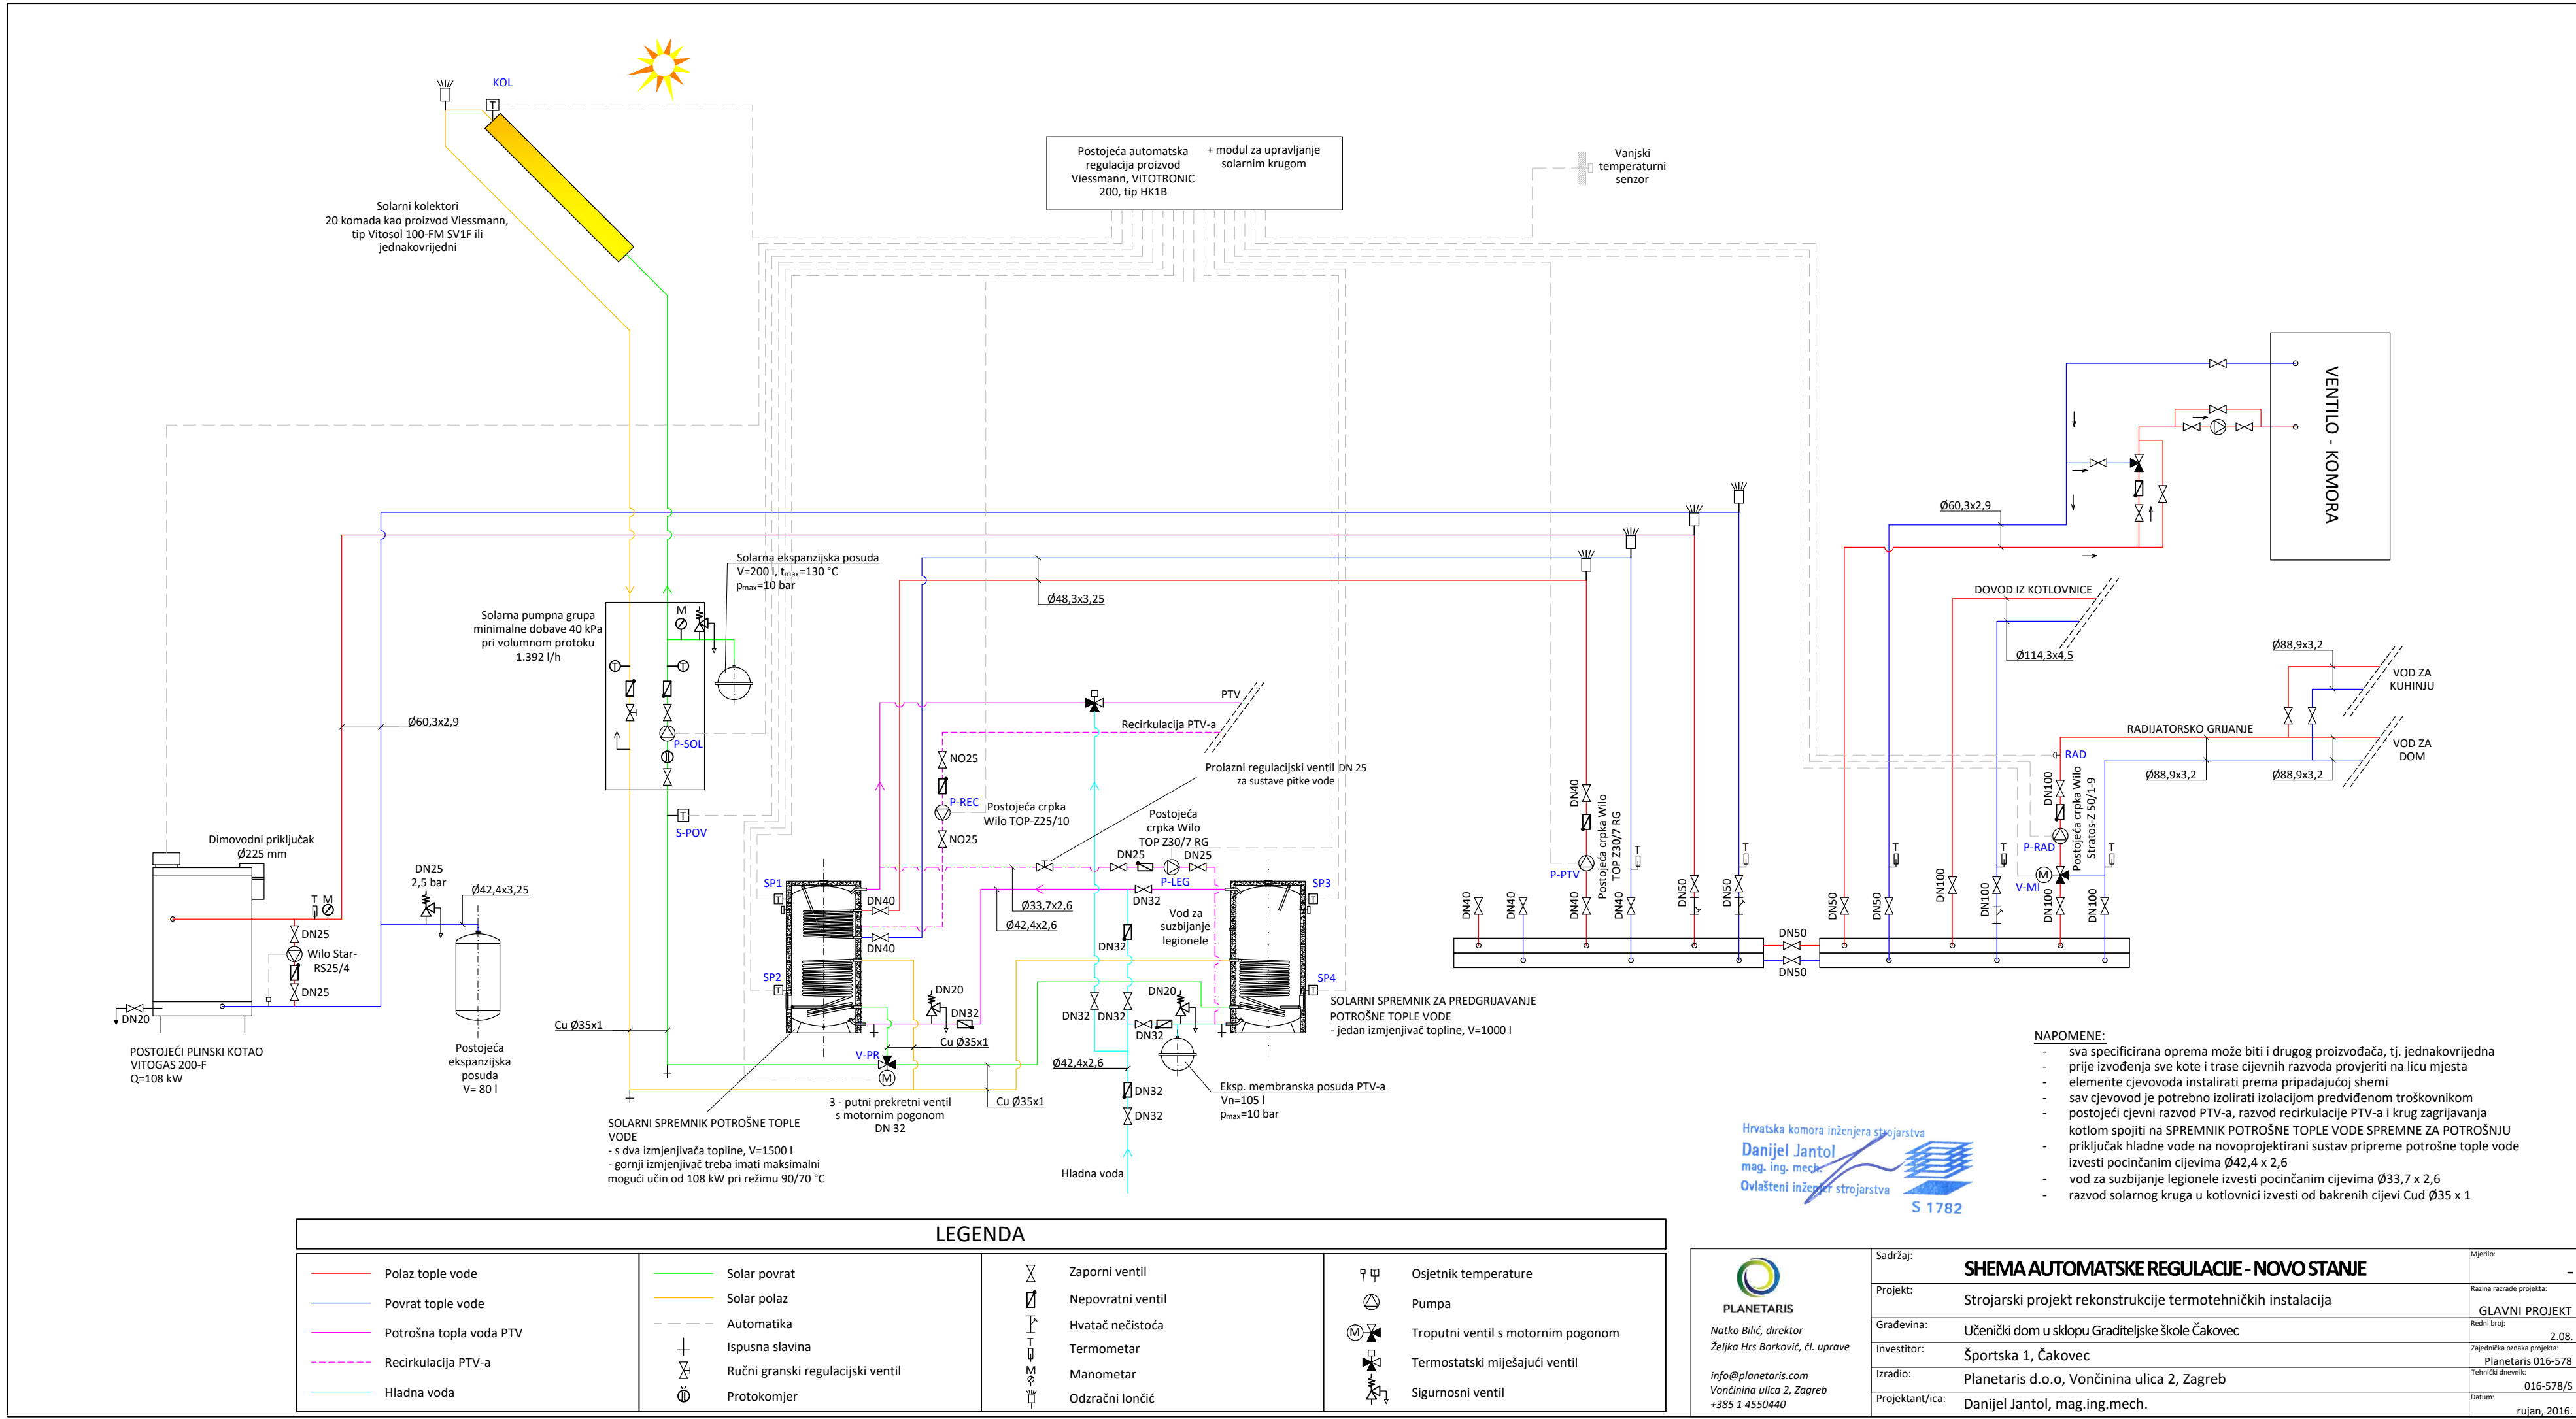 KOL
Solarni kolektori
20 komada kao proizvod Viessmann,
tip Vitosol 100-FM SV1F ili
jednakovrijedni
Postojeća automatska
regulacija proizvod
Viessmann, VITOTRONIC
200, tip HK1B
+ modul za upravljanje
solarnim krugom
Vanjski
temperaturni
senzor
T
VENTILO - KOMORA
Ø60,3x2,9
DOVOD IZ KOTLOVNICE
Ø114,3x4,5
Ø88,9x3,2
VOD ZA
KUHINJU
RADIJATORSKO GRIJANJE
VOD ZA
DOM
Ø88,9x3,2
Ø88,9x3,2
RAD
DN100
Postojeća crpka Wilo
Stratos-Z 50/1-9
P-RAD
V-MI
M
T
T
T
DN50
DN50
DN100
DN100
DN100
DN100
Solarna ekspanzijska posuda
V=200 l, tmax=130 °C
pmax=10 bar
Ø48,3x3,25
Solarna pumpna grupa
minimalne dobave 40 kPa
pri volumnom protoku
1.392 l/h
M
T
T
P-SOL
S-POV
T
Ø60,3x2,9
PTV
Recirkulacija PTV-a
NO25
P-REC
Postojeća crpka
Wilo TOP-Z25/10
NO25
Prolazni regulacijski ventil DN 25
za sustave pitke vode
Postojeća
crpka Wilo
TOP Z30/7 RG
DN25
DN25
P-LEG
DN40
Postojeća crpka Wilo
TOP Z30/7 RG
P-PTV
T
T
DN40
DN40
DN40
DN40
DN50
DN50
DN50
DN50
Dimovodni priključak
Ø225 mm
DN25
2,5 bar
Ø42,4x3,25
T M
DN25
Wilo Star-
RS25/4
DN25
DN20
POSTOJEĆI PLINSKI KOTAO
VITOGAS 200-F
Q=108 kW
Postojeća
ekspanzijska
posuda
V= 80 l
Cu Ø35x1
SP1
T
SP2
T
DN40
DN40
DN20
DN32
Cu Ø35x1
V-PR
M
Cu Ø35x1
3 - putni prekretni ventil
s motornim pogonom
DN 32
SOLARNI SPREMNIK POTROŠNE TOPLE
VODE
- s dva izmjenjivača topline, V=1500 l
- gornji izmjenjivač treba imati maksimalni
mogući učin od 108 kW pri režimu 90/70 °C
Ø33,7x2,6
Ø42,4x2,6
DN32
Vod za
suzbijanje
legionele
DN32
DN20
DN32
DN32
DN32
Ø42,4x2,6
DN32
DN32
Hladna voda
Eksp. membranska posuda PTV-a
Vn=105 l
pmax=10 bar
SP3
T
SP4
T
SOLARNI SPREMNIK ZA PREDGRIJAVANJE
POTROŠNE TOPLE VODE
- jedan izmjenjivač topline, V=1000 l
NAPOMENE:
- sva specificirana oprema može biti i drugog proizvođača, tj. jednakovrijedna
- prije izvođenja sve kote i trase cijevnih razvoda provjeriti na licu mjesta
- elemente cjevovoda instalirati prema pripadajućoj shemi
- sav cjevovod je potrebno izolirati izolacijom predviđenom troškovnikom
- postojeći cjevni razvod PTV-a, razvod recirkulacije PTV-a i krug zagrijavanja
kotlom spojiti na SPREMNIK POTROŠNE TOPLE VODE SPREMNE ZA POTROŠNJU
- priključak hladne vode na novoprojektirani sustav pripreme potrošne tople vode
izvesti pocinčanim cijevima Ø42,4 x 2,6
- vod za suzbijanje legionele izvesti pocinčanim cijevima Ø33,7 x 2,6
- razvod solarnog kruga u kotlovnici izvesti od bakrenih cijevi Cud Ø35 x 1
Hrvatska komora inženjera strojarstva
Danijel Jantol
mag. ing. mech.
Ovlašteni inženjer strojarstva
S 1782
LEGENDA
Polaz tople vode
Povrat tople vode
Potrošna topla voda PTV
Recirkulacija PTV-a
Hladna voda
Solar povrat
Solar polaz
Automatika
Ispusna slavina
Ručni granski regulacijski ventil
Protokomjer
Zaporni ventil
Nepovratni ventil
Hvatač nečistoća
T Termometar
M Manometar
Odzračni lončić
T Osjetnik temperature
Pumpa
M Troputni ventil s motornim pogonom
Termostatski miješajući ventil
Sigurnosni ventil
PLANETARIS
Natko Bilić, direktor
Željka Hrs Borković, čl. uprave
info@planetaris.com
Vončinina ulica 2, Zagreb
+385 1 4550440
Sadržaj:
SHEMA AUTOMATSKE REGULACIJE - NOVO STANJE
Projekt:
Strojarski projekt rekonstrukcije termotehničkih instalacija
Građevina:
Učenički dom u sklopu Graditeljske škole Čakovec
Investitor:
Športska 1, Čakovec
Izradio:
Planetaris d.o.o, Vončinina ulica 2, Zagreb
Projektant/ica:
Danijel Jantol, mag.ing.mech.
Mjerilo:
-
Razina razrade projekta:
GLAVNI PROJEKT
Redni broj:
2.08.
Zajednička oznaka projekta:
Planetaris 016-578
Tehnički dnevnik:
016-578/S
Datum:
rujan, 2016.